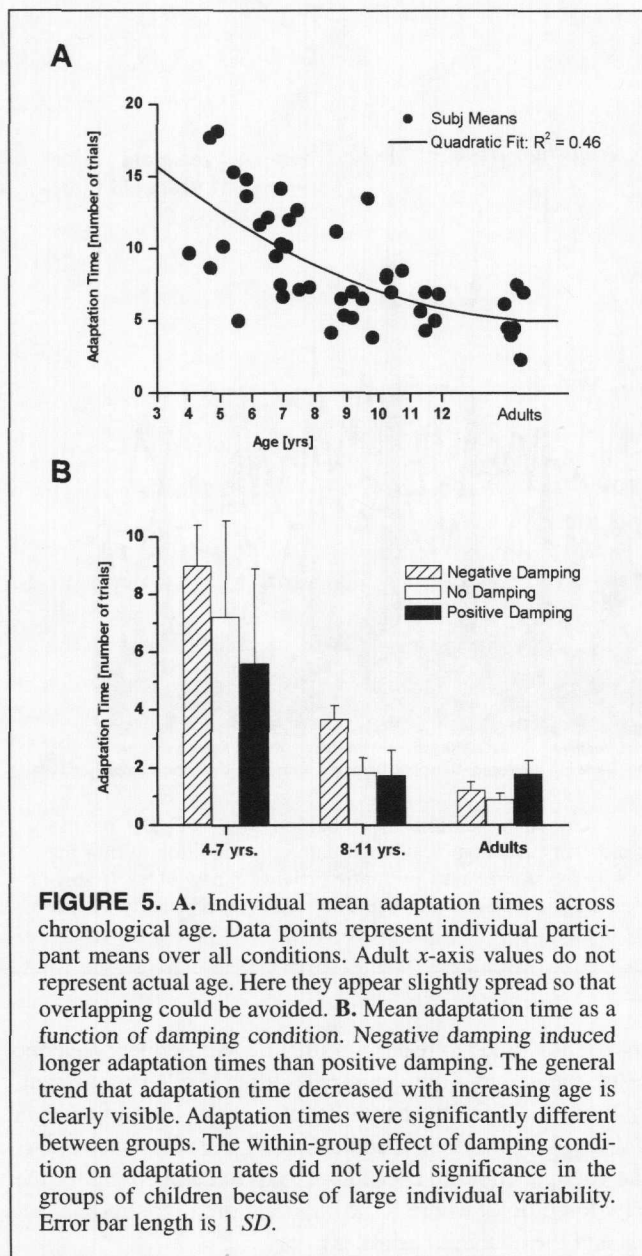 A
20
15
10
5
0
Adaptation Time [number of trials]
Subj Means
Quadratic Fit: R² = 0.46
3 4 5 6 7 8 9 10 11 12 Adults
Age [yrs]
B
10
8
6
4
2
0
Adaptation Time [number of trials]
Negative Damping
No Damping
Positive Damping
4-7 yrs. 8-11 yrs. Adults
FIGURE 5. A. Individual mean adaptation times across
chronological age. Data points represent individual partici-
pant means over all conditions. Adult x-axis values do not
represent actual age. Here they appear slightly spread so that
overlapping could be avoided. B. Mean adaptation time as a
function of damping condition. Negative damping induced
longer adaptation times than positive damping. The general
trend that adaptation time decreased with increasing age is
clearly visible. Adaptation times were significantly different
between groups. The within-group effect of damping condi-
tion on adaptation rates did not yield significance in the
groups of children because of large individual variability.
Error bar length is 1 SD.